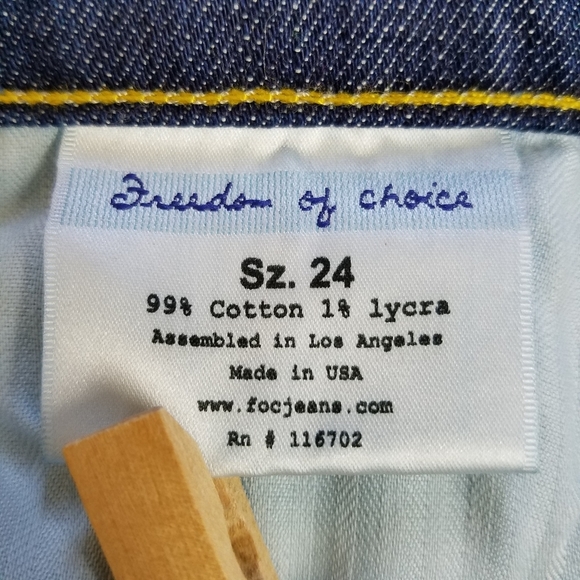 Freedom of choice
Sz. 24
99% Cotton 1% lycra
Assembled in Los Angeles
Made in USA
www.focjeans.com
Rn # 116702